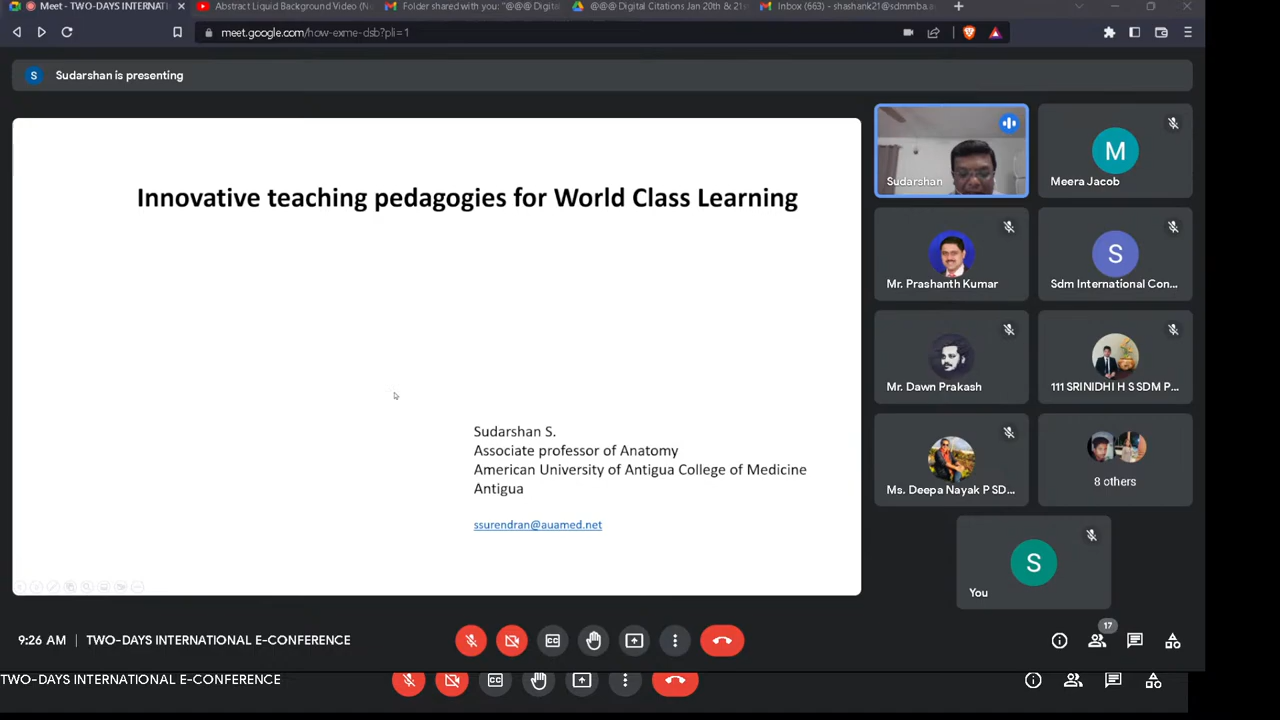 Meet - TWO-DAYS INTERNATI
Abstract Liquid Background Video (N
Folder shared with you: "@@@ Digital
@@@ Digital Citations Jan 20th & 21
Inbox (663) - shashank21@sdmmba.a
meet.google.com/how-exme-dsb?pli=1
S
Sudarshan is presenting
Innovative teaching pedagogies for World Class Learning
Sudarshan S.
Associate professor of Anatomy
American University of Antigua College of Medicine
Antigua
ssurendran@auamed.net
Sudarshan
M
Meera Jacob
Mr. Prashanth Kumar
S
Sdm International Con...
Mr. Dawn Prakash
111 SRINIDHI H S SDM P...
Ms. Deepa Nayak P SD...
8 others
S
You
9:26 AM | TWO-DAYS INTERNATIONAL E-CONFERENCE
17
TWO-DAYS INTERNATIONAL E-CONFERENCE